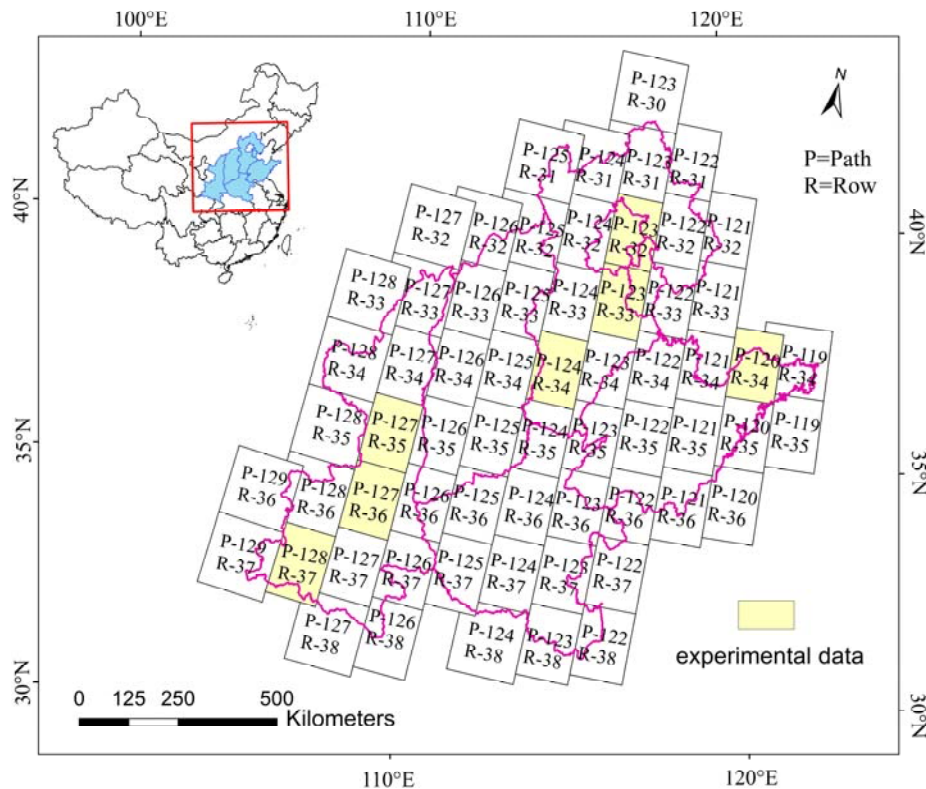 100°E
110°E
120°E
N
P=Path
R=Row
40°N
35°N
30°N
40°N
35°N
30°N
P-123
R-30
P-125
R-31
P-124
R-31
P-123
R-31
P-122
R-31
P-127
R-32
P-126
R-32
P-125
R-32
P-124
R-32
P-123
R-32
P-122
R-32
P-121
R-32
P-128
R-33
P-127
R-33
P-126
R-33
P-125
R-33
P-124
R-33
P-123
R-33
P-122
R-33
P-121
R-33
P-128
R-34
P-127
R-34
P-126
R-34
P-125
R-34
P-124
R-34
P-123
R-34
P-122
R-34
P-121
R-34
P-120
R-34
P-119
R-34
P-128
R-35
P-127
R-35
P-126
R-35
P-125
R-35
P-124
R-35
P-123
R-35
P-122
R-35
P-121
R-35
P-120
R-35
P-119
R-35
P-129
R-36
P-128
R-36
P-127
R-36
P-126
R-36
P-125
R-36
P-124
R-36
P-123
R-36
P-122
R-36
P-121
R-36
P-120
R-36
P-129
R-37
P-128
R-37
P-127
R-37
P-126
R-37
P-125
R-37
P-124
R-37
P-123
R-37
P-122
R-37
P-127
R-38
P-126
R-38
P-124
R-38
P-123
R-38
P-122
R-38
experimental data
0 125 250 500
Kilometers
110°E
120°E